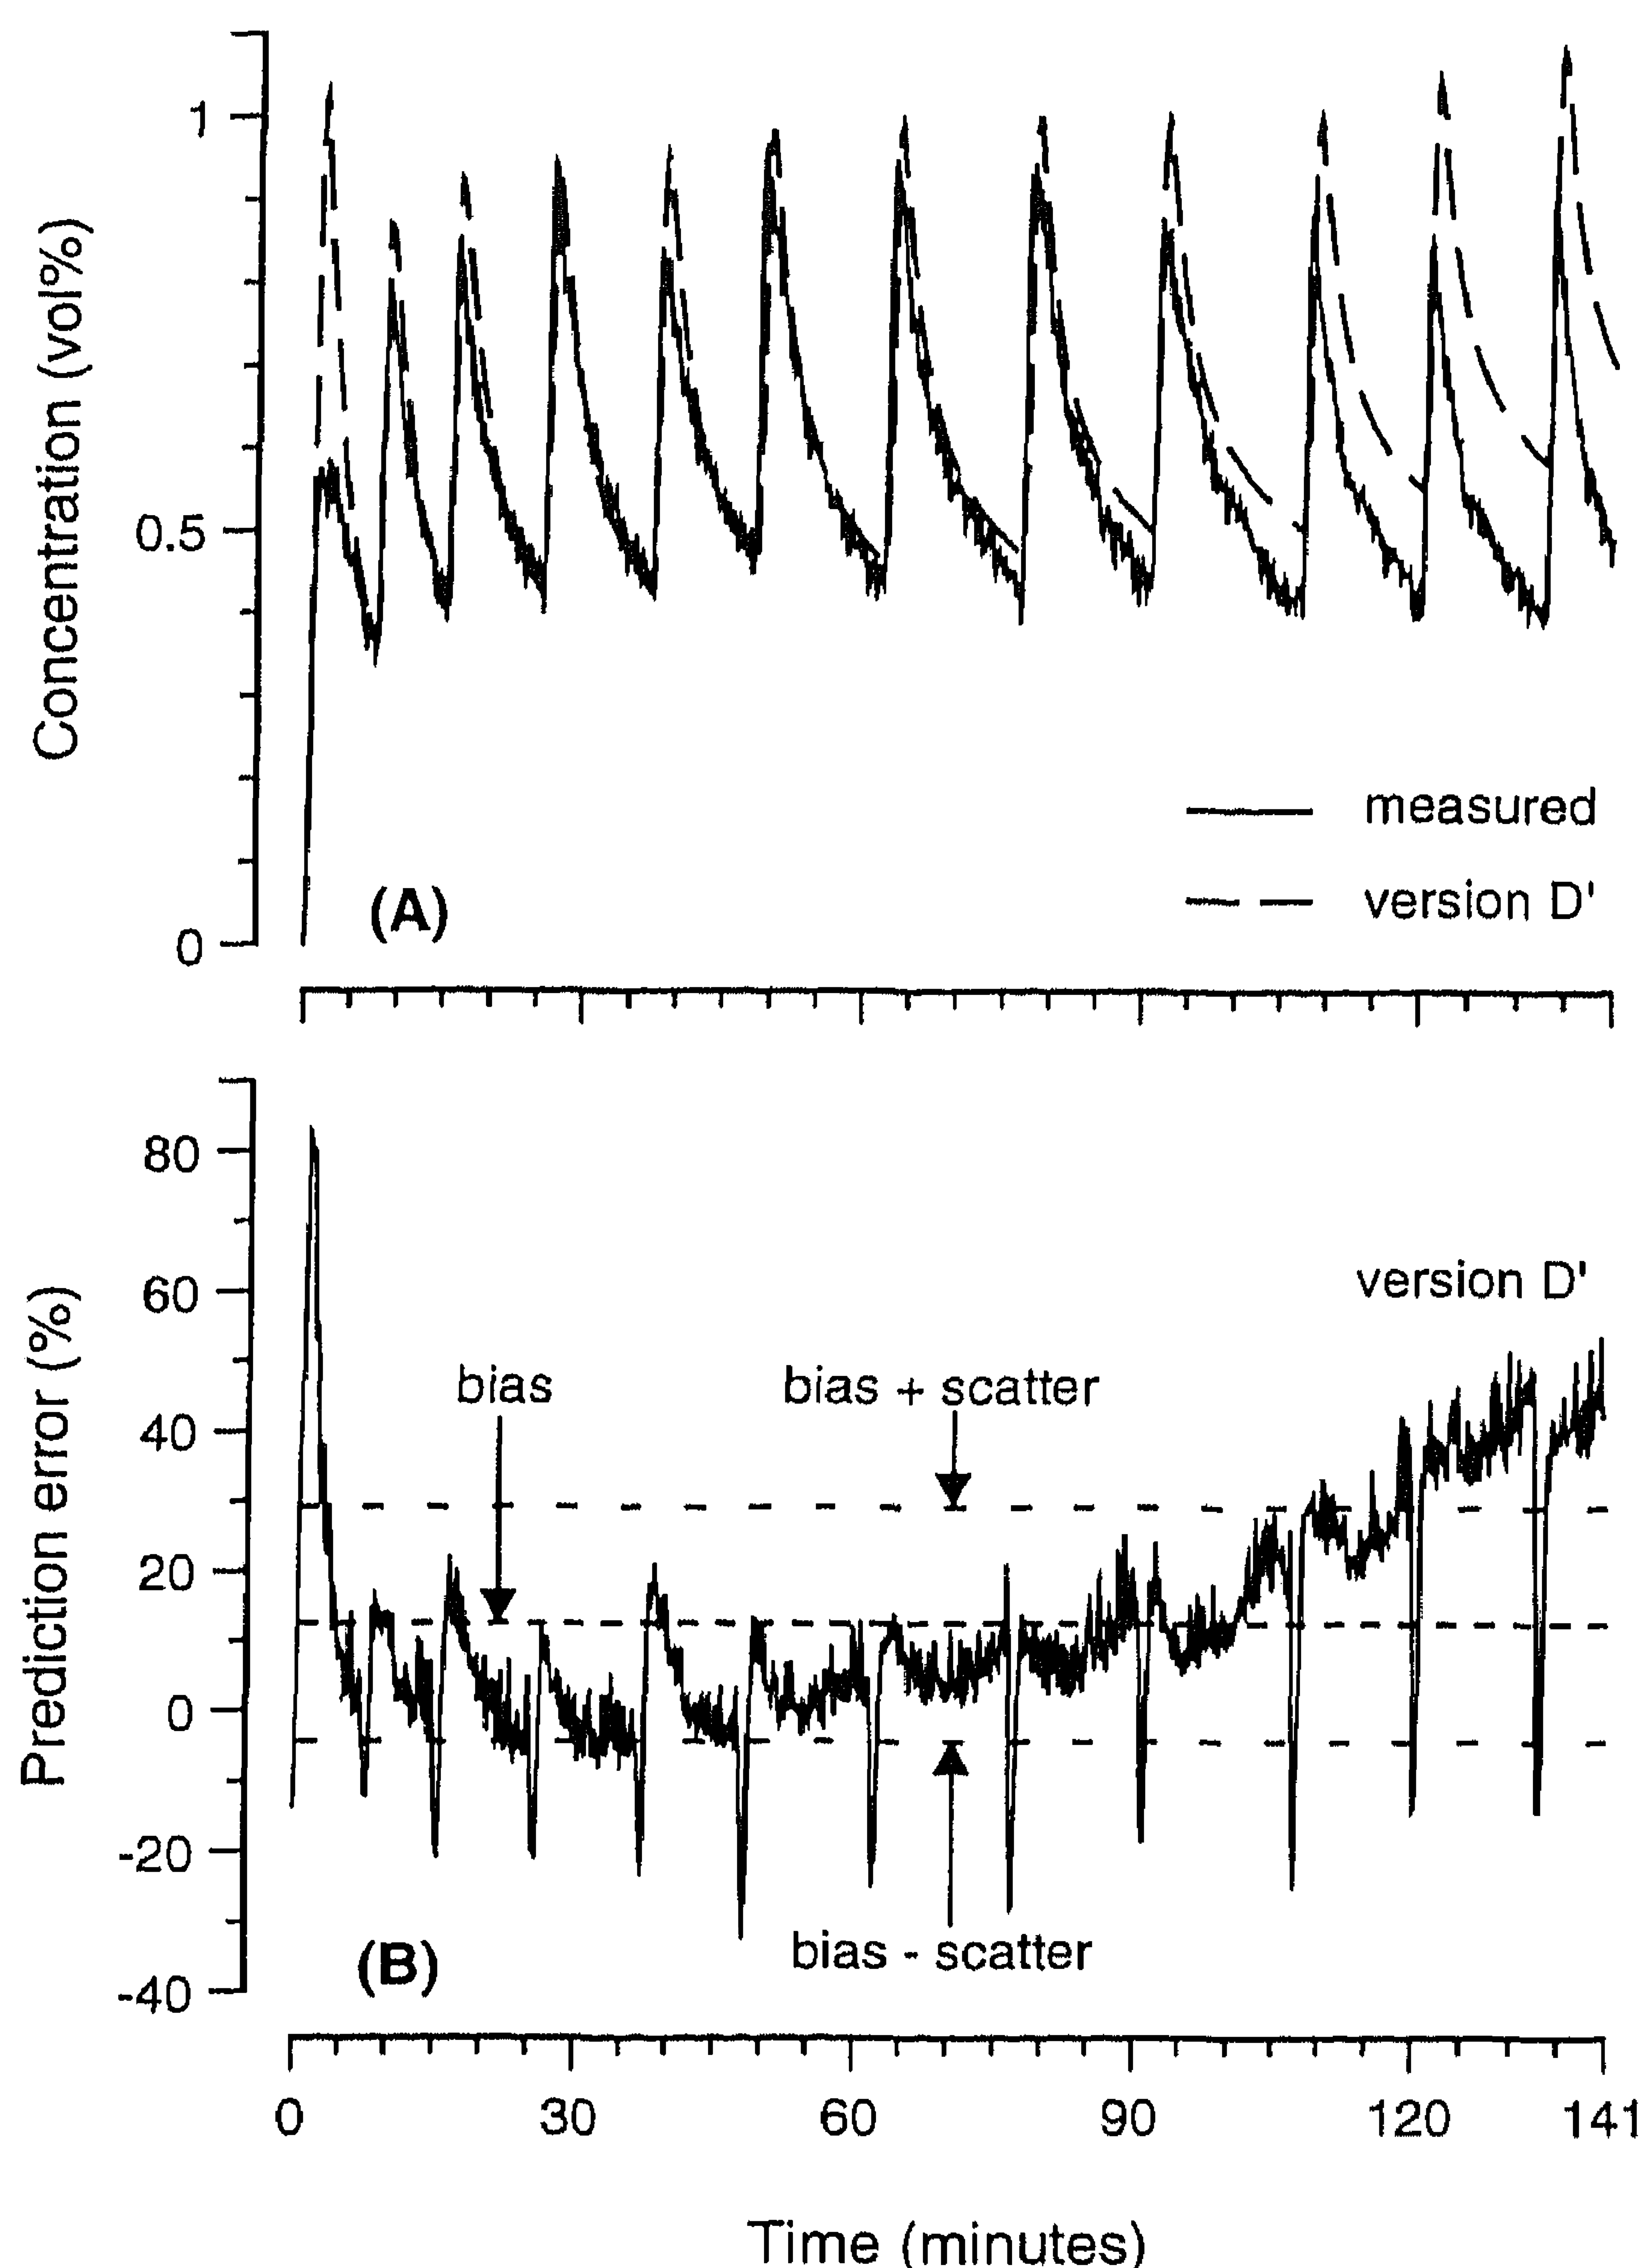 Concentration (vol%)
1
0.5
0
(A)
measured
version D'
Prediction error (%)
80
60
40
20
0
-20
-40
version D'
bias
bias + scatter
bias - scatter
(B)
0 30 60 90 120 141
Time (minutes)